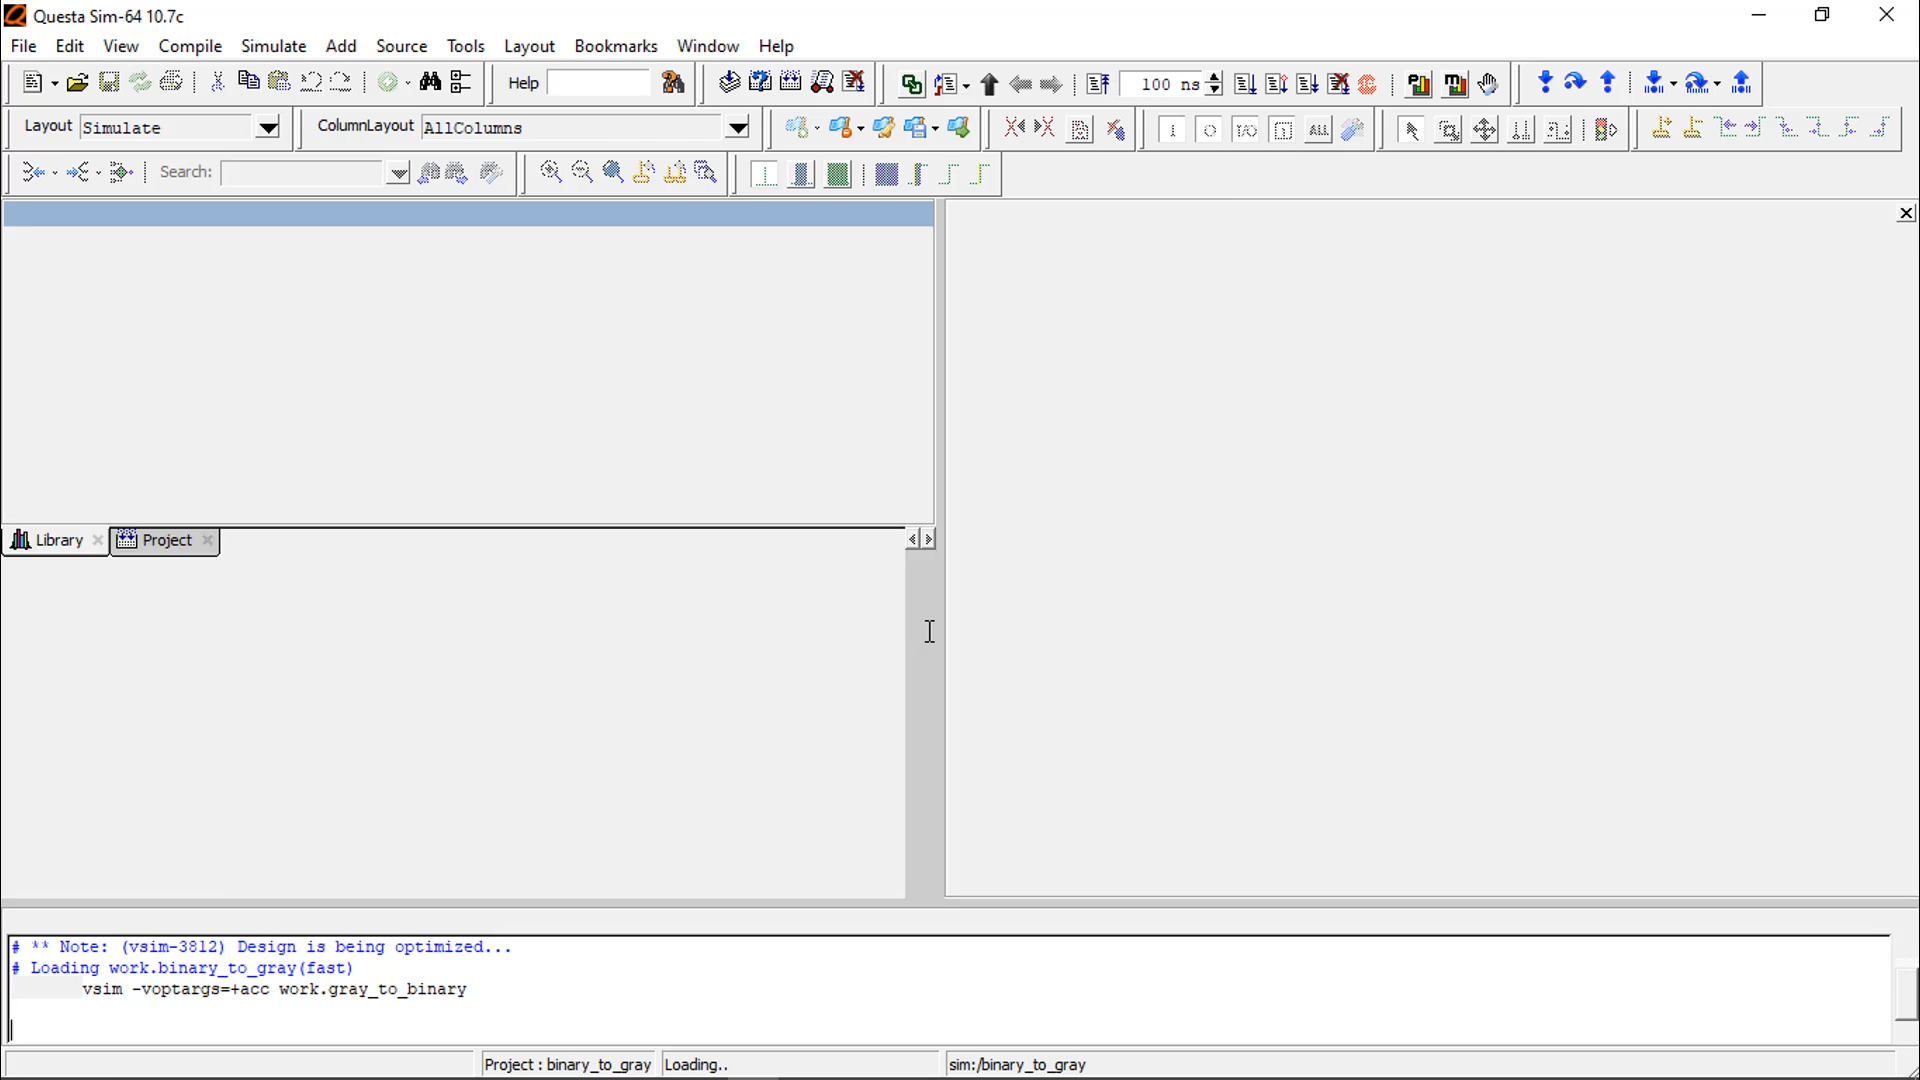 Questa Sim-64 10.7c
File Edit View Compile Simulate Add Source Tools Layout Bookmarks Window Help
Help 100 ns
Layout Simulate ColumnLayout AllColumns ALL
Search:
Library Project
# ** Note: (vsim-3812) Design is being optimized...
# Loading work.binary_to_gray(fast)
vsim -voptargs=+acc work.gray_to_binary
Project : binary_to_gray Loading.. sim:/binary_to_gray